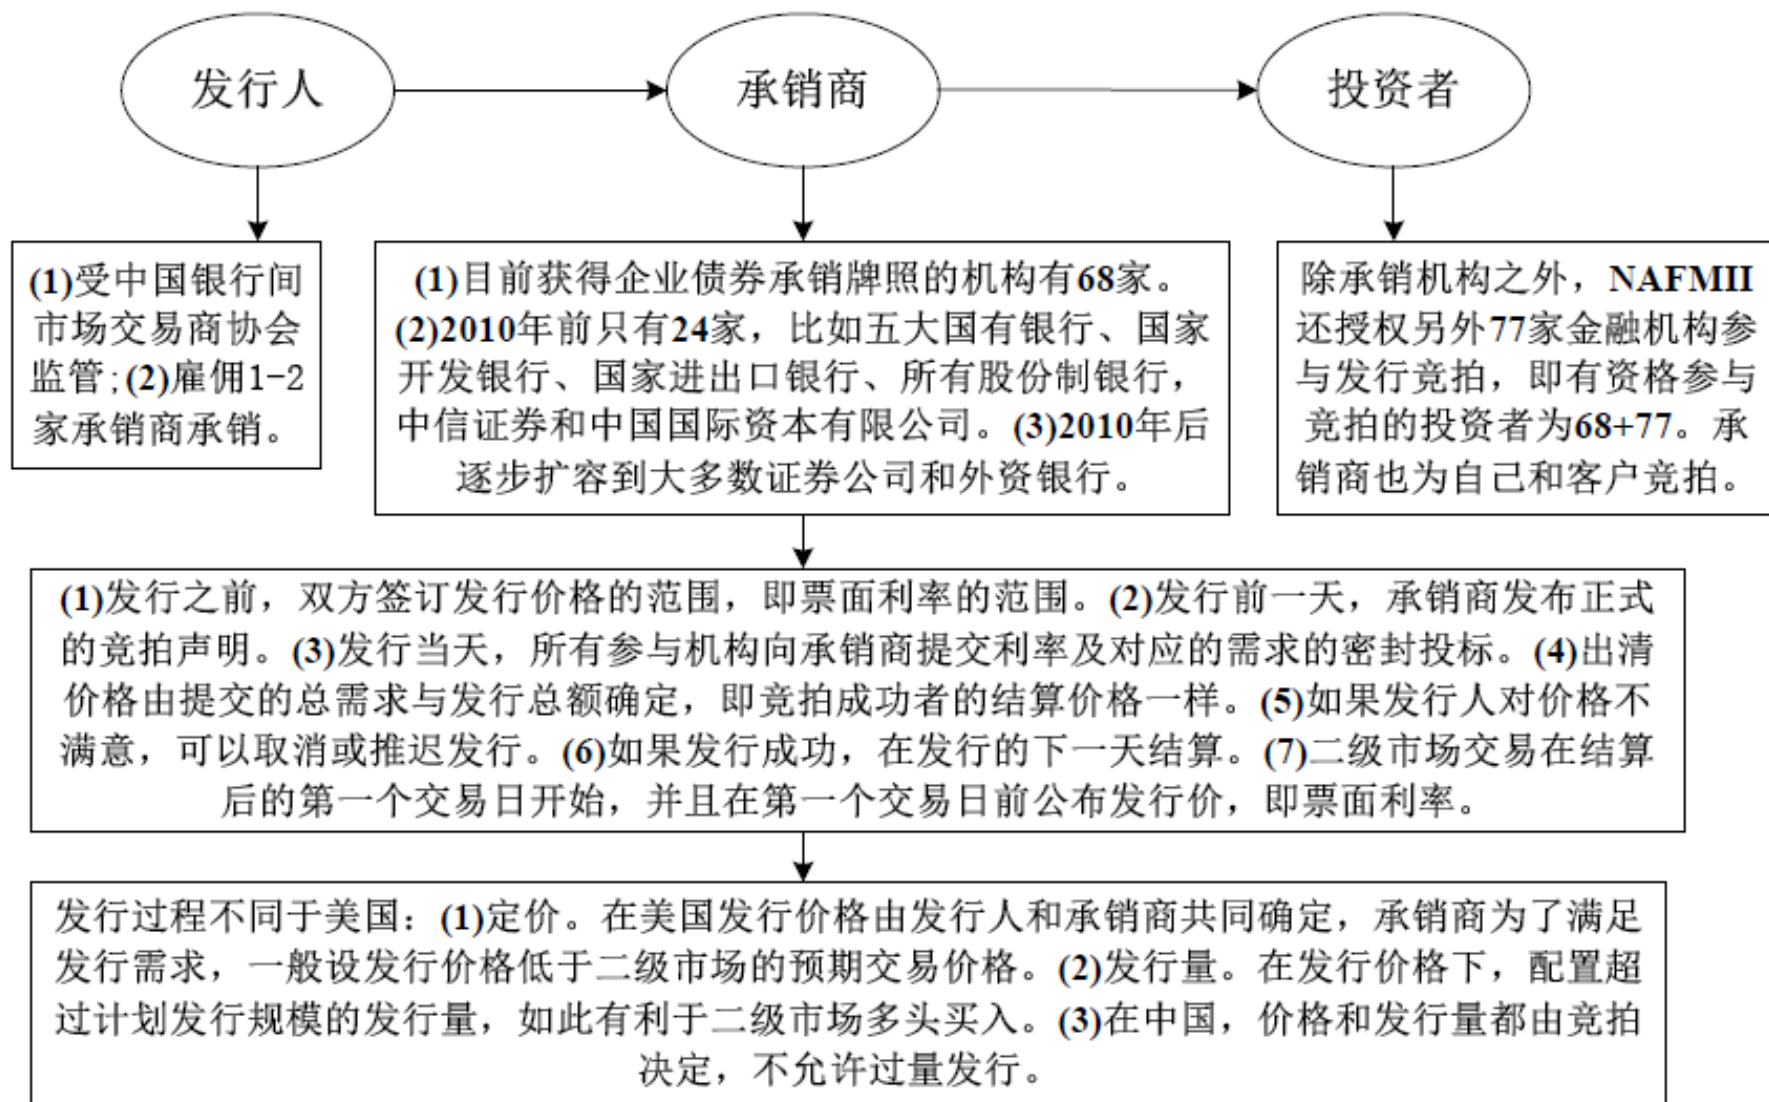 发行人
承销商
投资者
(1)受中国银行间
市场交易商协会
监管;(2)雇佣1-2
家承销商承销。
(1)目前获得企业债券承销牌照的机构有68家。
(2)2010年前只有24家，比如五大国有银行、国家
开发银行、国家进出口银行、所有股份制银行，
中信证券和中国国际资本有限公司。(3)2010年后
逐步扩容到大多数证券公司和外资银行。
除承销机构之外，NAFMII
还授权另外77家金融机构参
与发行竞拍，即有资格参与
竞拍的投资者为68+77。承
销商也为自己和客户竞拍。
(1)发行之前，双方签订发行价格的范围，即票面利率的范围。(2)发行前一天，承销商发布正式
的竞拍声明。(3)发行当天，所有参与机构向承销商提交利率及对应的需求的密封投标。(4)出清
价格由提交的总需求与发行总额确定，即竞拍成功者的结算价格一样。(5)如果发行人对价格不
满意，可以取消或推迟发行。(6)如果发行成功，在发行的下一天结算。(7)二级市场交易在结算
后的第一个交易日开始，并且在第一个交易日前公布发行价，即票面利率。
发行过程不同于美国：(1)定价。在美国发行价格由发行人和承销商共同确定，承销商为了满足
发行需求，一般设发行价格低于二级市场的预期交易价格。(2)发行量。在发行价格下，配置超
过计划发行规模的发行量，如此有利于二级市场多头买入。(3)在中国，价格和发行量都由竞拍
决定，不允许过量发行。